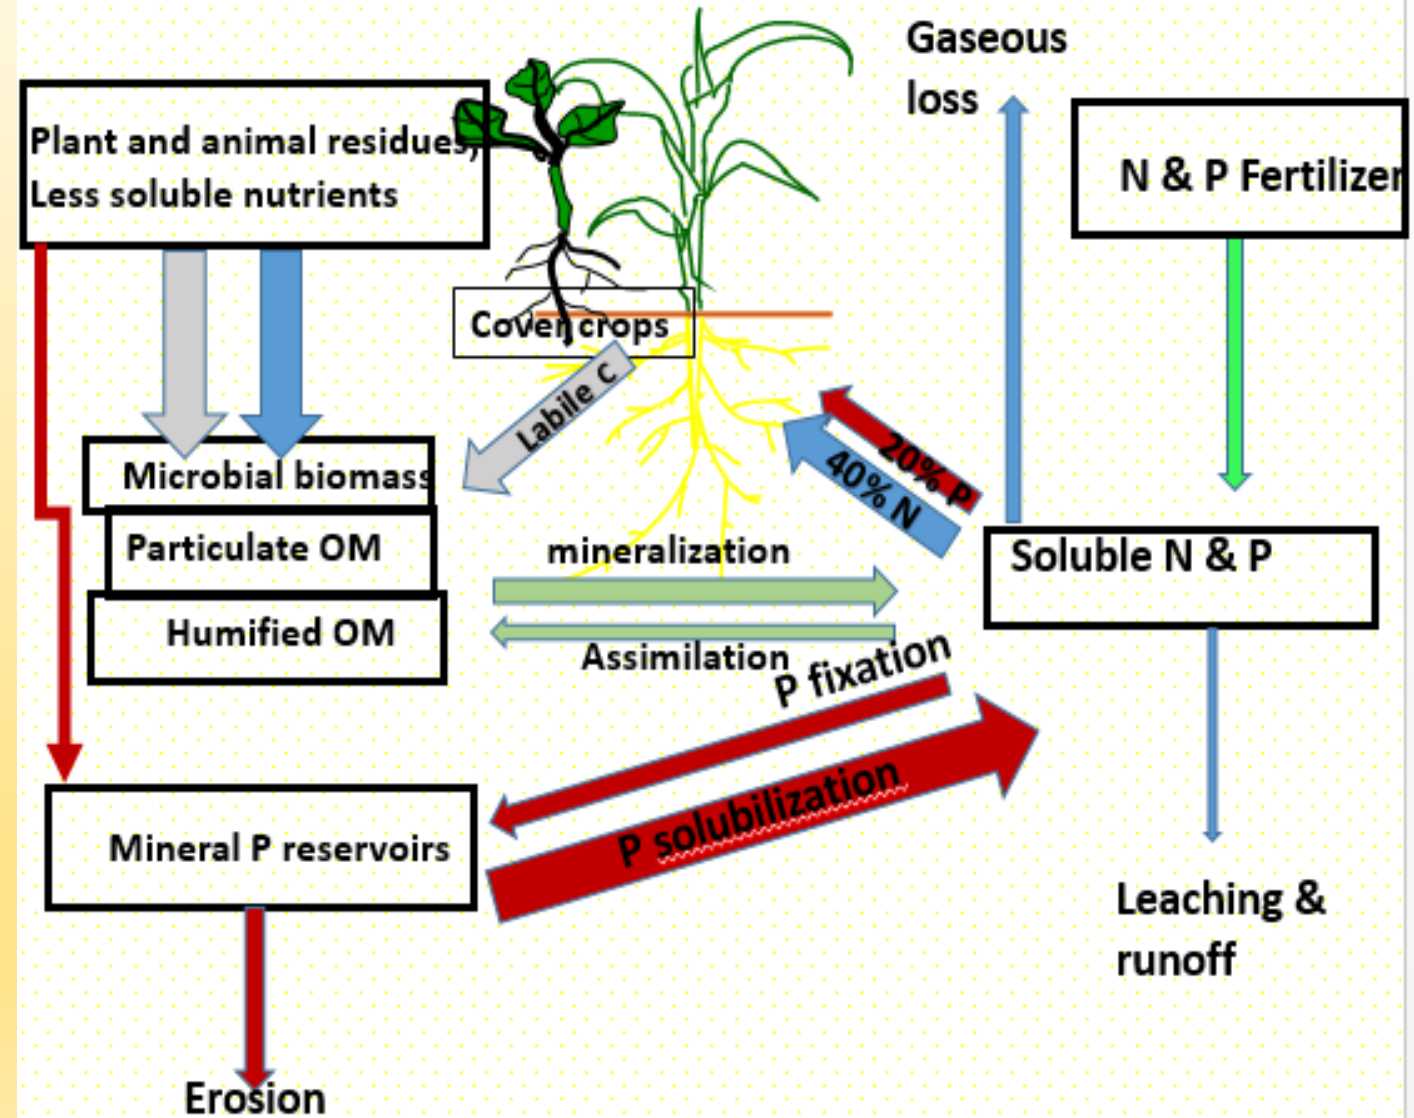 Gaseous
loss
Plant and animal residues,
Less soluble nutrients
N & P Fertilizer
Cover crops
Labile C
20% P
40% N
Microbial biomass
Particulate OM
Humified OM
mineralization
Assimilation
Soluble N & P
P fixation
P solubilization
Mineral P reservoirs
Leaching &
runoff
Erosion